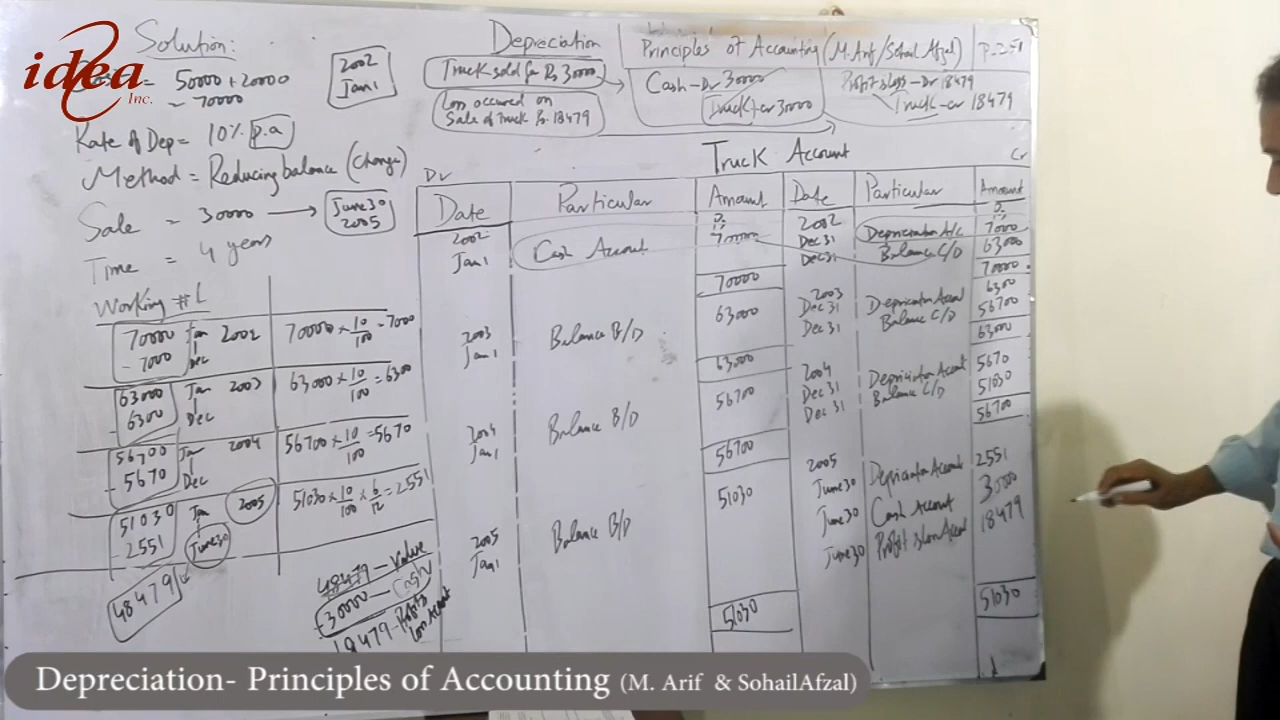 idea
Inc.
Solution:
= 50000 + 20000
= 70000
2002
Jan 1
Rate of Dep = 10% p.a
Method = Reducing balance (Change)
Sale = 30000 → June 30
2005
Time = 4 years
Depreciation
Truck sold for Rs 30000
Loss occured on
Sale of Truck Rs. 18479
Principles of Accounting (M. Arif/Sohail Afzal)
P.251
Cash - Dr 30000
Truck - cr 30000
Profit & loss - Dr 18479
Truck - cr 18479
Working # 1
70000 Jan 2002 70000 × 10/100 = 7000
- 7000 Dec
63000 Jan 2003 63000 × 10/100 = 6300
- 6300 Dec
56700 Jan 2004 56700 × 10/100 = 5670
- 5670 Dec
51030 Jan 2005 51030 × 10/100 × 6/12 = 2551
- 2551 June 30
48479
48479 - Value
- 30000 - Cash
18479 - Profit & Loss Account
Truck Account
Dr Cr
Date Particular Amount Date Particular Amount
2002 2002
Jan 1 Cash Account 70000 Dec 31 Depreciation A/C 7000
Dec 31 Balance C/D 63000
70000 70000
2003 2003
Jan 1 Balance B/D 63000 Dec 31 Depriciation Account 6300
Dec 31 Balance C/D 56700
63000 63000
2004 2004
Jan 1 Balance B/D 56700 Dec 31 Depriciation Account 5670
Dec 31 Balance C/D 51030
56700 56700
2005 2005
Jan 1 Balance B/D 51030 June 30 Depriciation Account 2551
June 30 Cash Account 30000
June 30 Profit & loss Account 18479
51030 51030
Depreciation- Principles of Accounting (M. Arif & SohailAfzal)